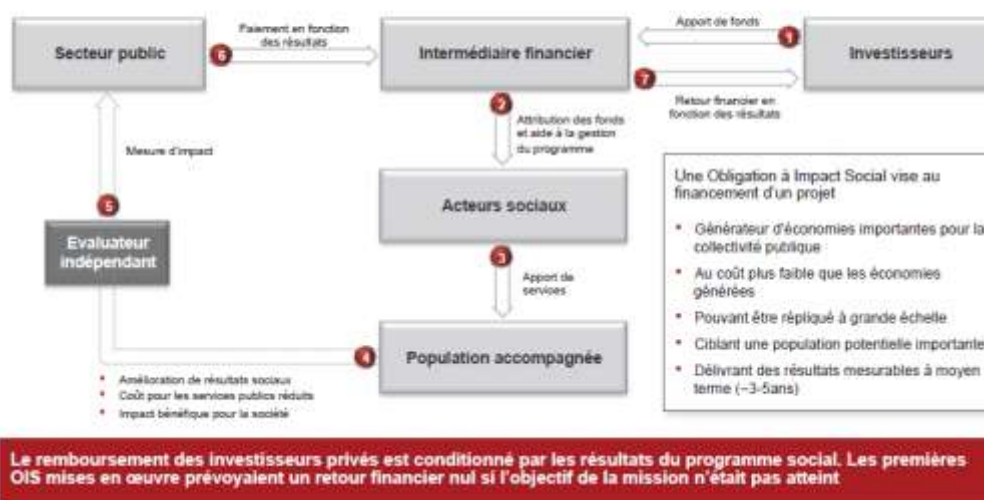 Secteur public
6
Paiement en fonction
des résultats
Intermédiaire financier
Apport de fonds
1
Investisseurs
7
Retour financier en
fonction des résultats
2
Attribution des fonds
et aide à la gestion
du programme
Mesure d'impact
5
Evaluateur
indépendant
Acteurs sociaux
3
Apport de
services
4
Population accompagnée
• Amélioration de résultats sociaux
• Coût pour les services publics réduits
• Impact bénéfique pour la société
Une Obligation à Impact Social vise au
financement d'un projet
• Générateur d'économies importantes pour la
collectivité publique
• Au coût plus faible que les économies
générées
• Pouvant être répliqué à grande échelle
• Ciblant une population potentielle importante
• Délivrant des résultats mesurables à moyen
terme (~3-5ans)
Le remboursement des investisseurs privés est conditionné par les résultats du programme social. Les premières
OIS mises en œuvre prévoyaient un retour financier nul si l'objectif de la mission n'était pas atteint